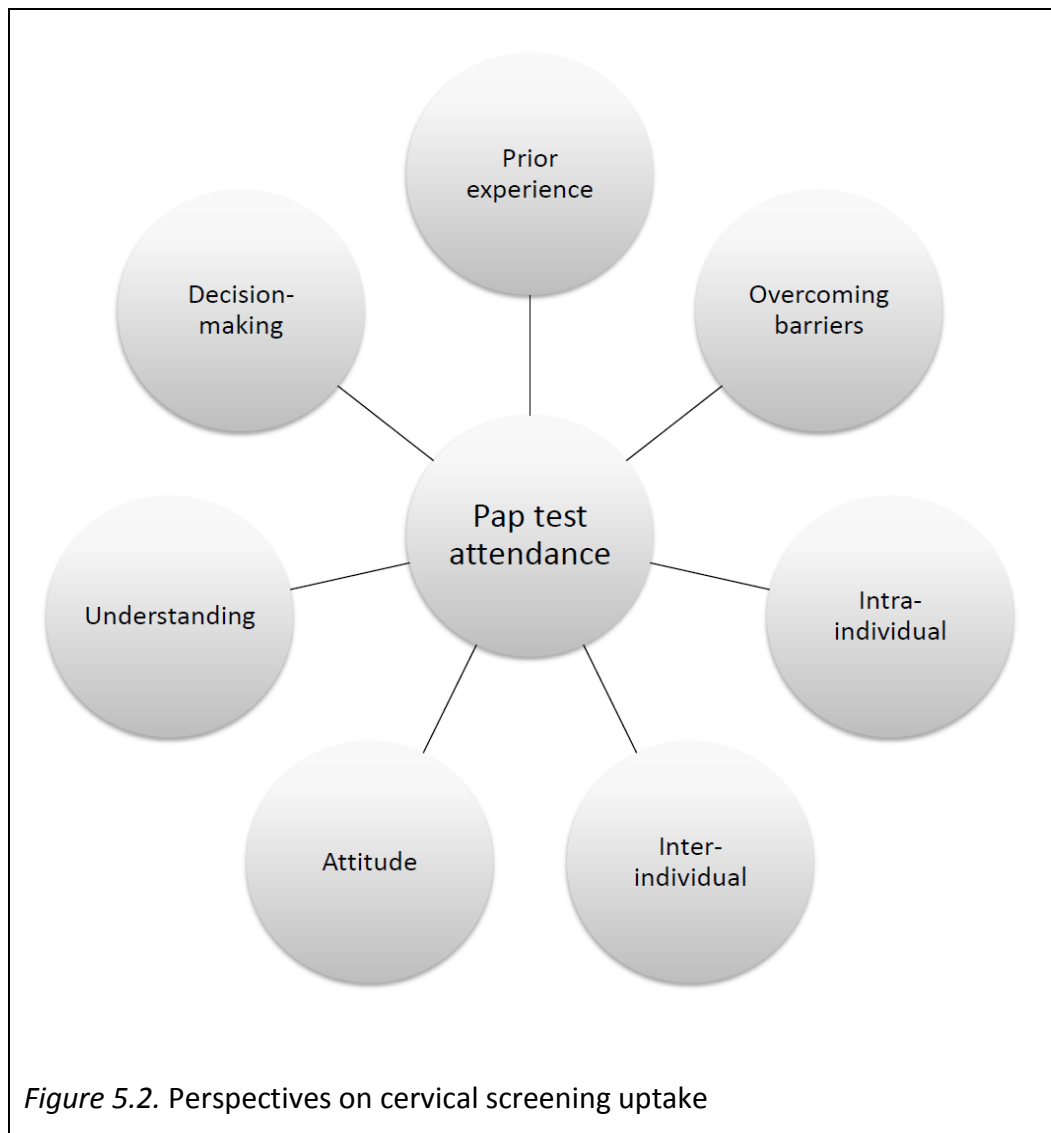 Prior
experience
Decision-
making
Overcoming
barriers
Pap test
attendance
Understanding
Intra-
individual
Attitude
Inter-
individual
Figure 5.2. Perspectives on cervical screening uptake